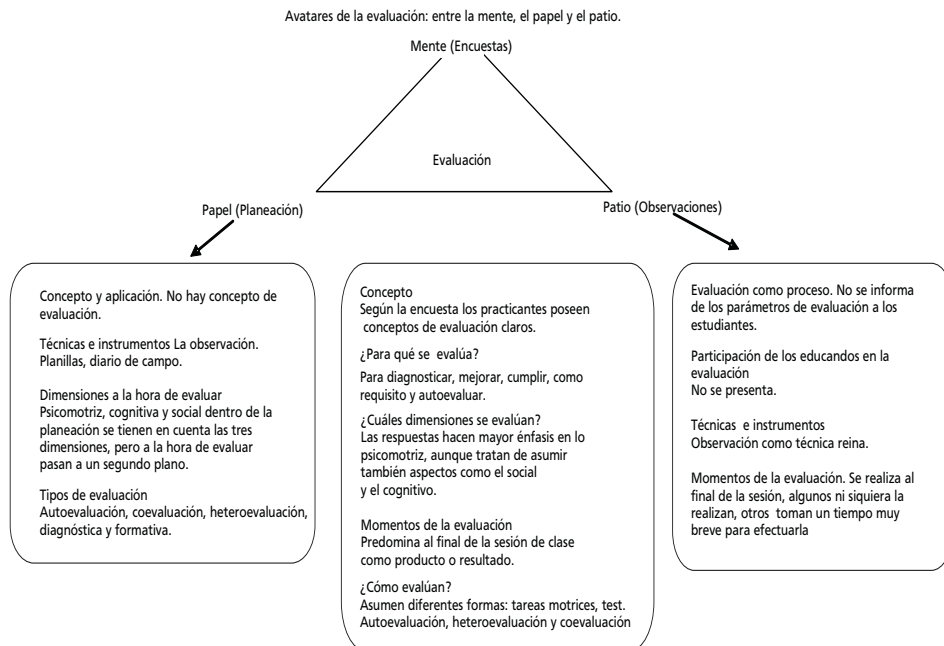 Avatares de la evaluación: entre la mente, el papel y el patio.
Mente (Encuestas)
Evaluación
Papel (Planeación)
Patio (Observaciones)
Concepto y aplicación. No hay concepto de
evaluación.
Técnicas e instrumentos La observación.
Planillas, diario de campo.
Dimensiones a la hora de evaluar
Psicomotriz, cognitiva y social dentro de la
planeación se tienen en cuenta las tres
dimensiones, pero a la hora de evaluar
pasan a un segundo plano.
Tipos de evaluación
Autoevaluación, coevaluación, heteroevaluación,
diagnóstica y formativa.
Concepto
Según la encuesta los practicantes poseen
conceptos de evaluación claros.
¿Para qué se evalúa?
Para diagnosticar, mejorar, cumplir, como
requisito y autoevaluar.
¿Cuáles dimensiones se evalúan?
Las respuestas hacen mayor énfasis en lo
psicomotriz, aunque tratan de asumir
también aspectos como el social
y el cognitivo.
Momentos de la evaluación
Predomina al final de la sesión de clase
como producto o resultado.
¿Cómo evalúan?
Asumen diferentes formas: tareas motrices, test.
Autoevaluación, heteroevaluación y coevaluación
Evaluación como proceso. No se informa
de los parámetros de evaluación a los
estudiantes.
Participación de los educandos en la
evaluación
No se presenta.
Técnicas e instrumentos
Observación como técnica reina.
Momentos de la evaluación. Se realiza al
final de la sesión, algunos ni siquiera la
realizan, otros toman un tiempo muy
breve para efectuarla